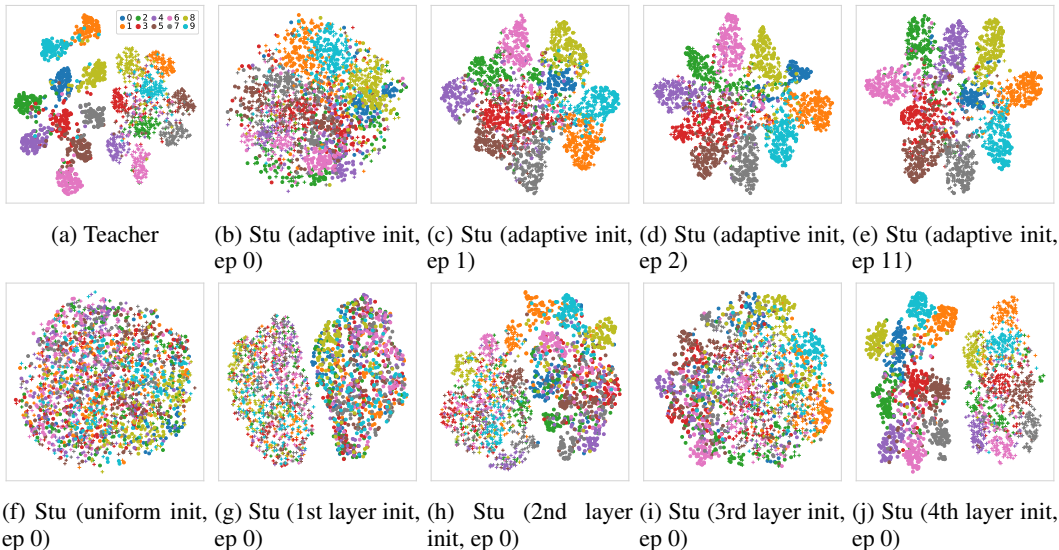 0 2 4 6 8
1 3 5 7 9
(a) Teacher
(b) Stu (adaptive init, ep 0)
(c) Stu (adaptive init, ep 1)
(d) Stu (adaptive init, ep 2)
(e) Stu (adaptive init, ep 11)
(f) Stu (uniform init, ep 0)
(g) Stu (1st layer init, ep 0)
(h) Stu (2nd layer init, ep 0)
(i) Stu (3rd layer init, ep 0)
(j) Stu (4th layer init, ep 0)